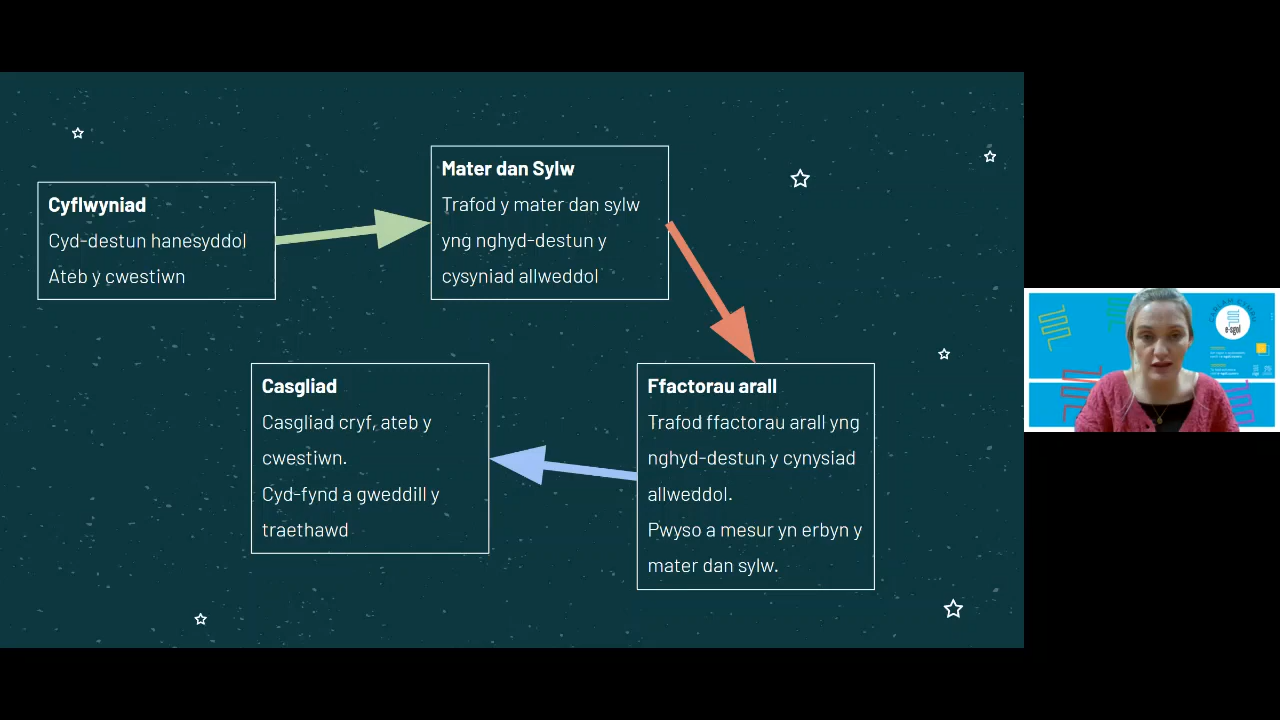 Cyflwyniad
Cyd-destun hanesyddol
Ateb y cwestiwn
Mater dan Sylw
Trafod y mater dan sylw
yng nghyd-destun y
cysyniad allweddol
Ffactorau arall
Trafod ffactorau arall yng
nghyd-destun y cynysiad
allweddol.
Pwyso a mesur yn erbyn y
mater dan sylw.
Casgliad
Casgliad cryf, ateb y
cwestiwn.
Cyd-fynd a gweddill y
traethawd
e-sgol